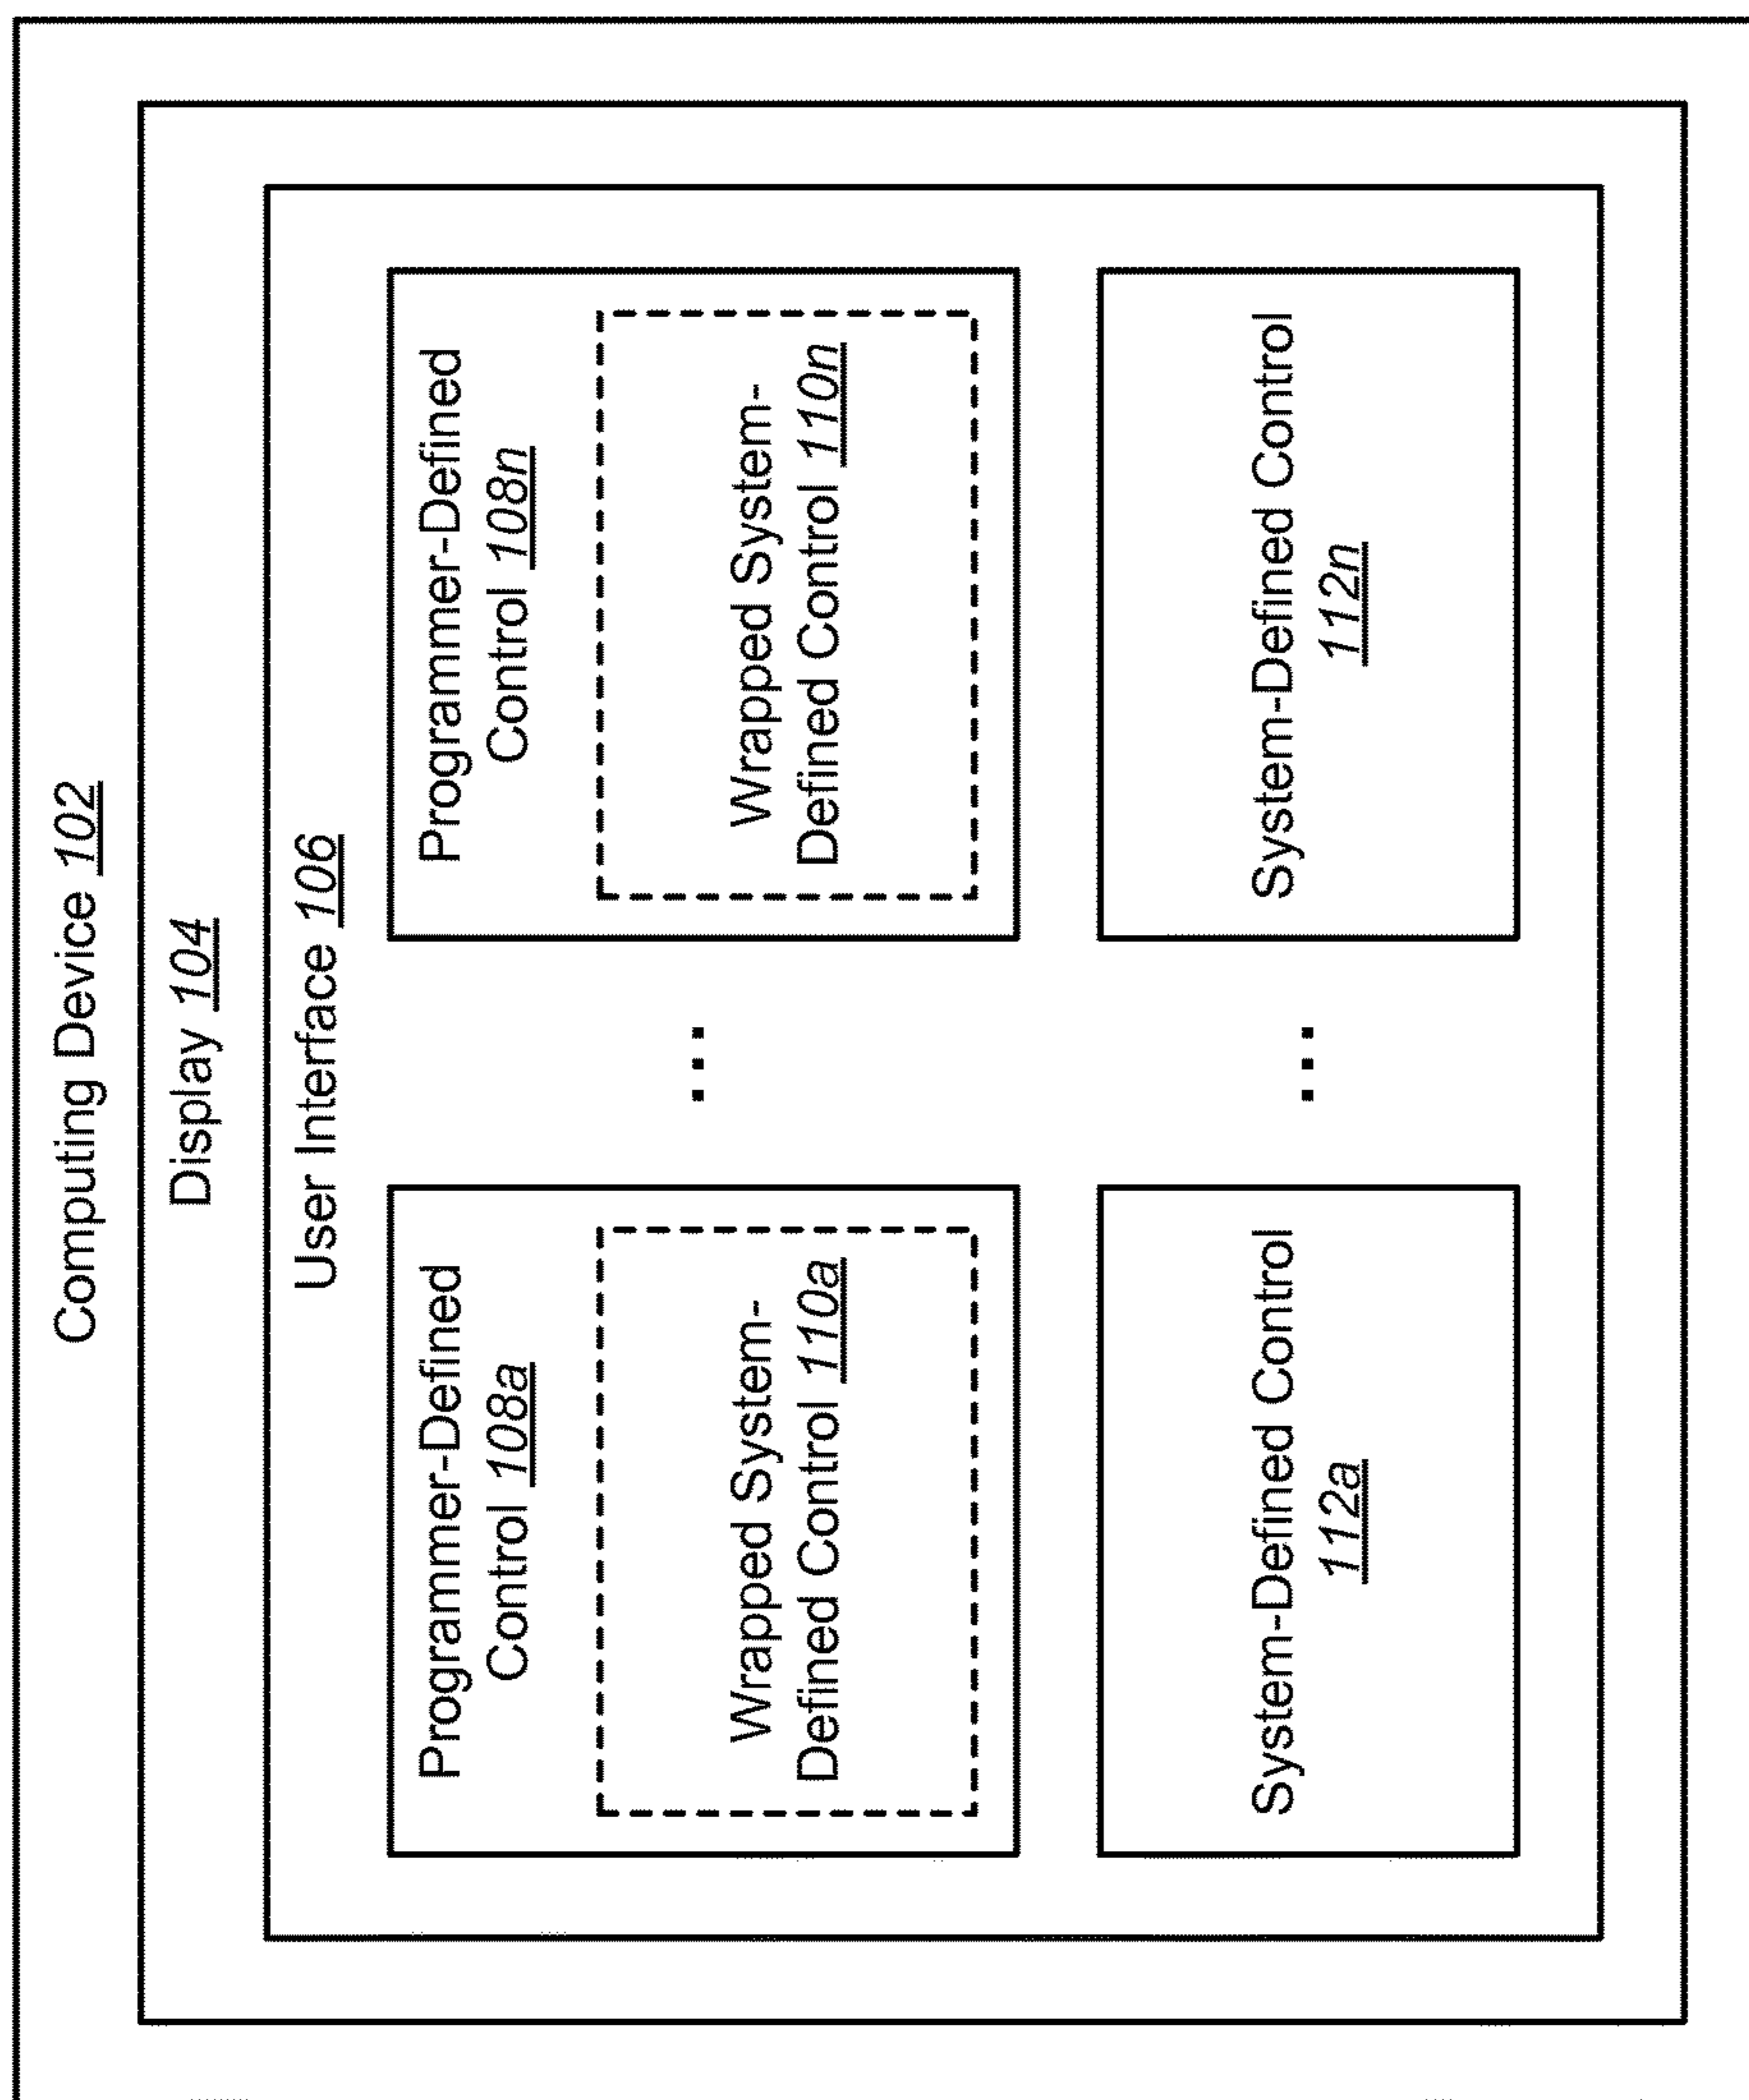 Computing Device 102
Display 104
User Interface 106
Programmer-Defined
Control 108a
Wrapped System-
Defined Control 110a
...
Programmer-Defined
Control 108n
Wrapped System-
Defined Control 110n
System-Defined Control
112a
...
System-Defined Control
112n